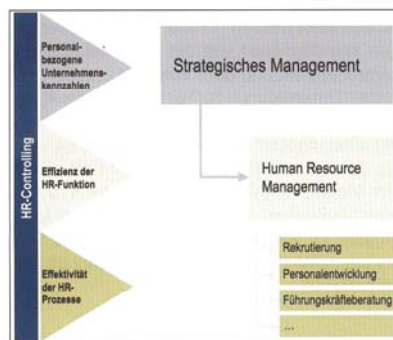 HR-Controlling
Personal-
bezogene
Unternehmens-
kennzahlen
Strategisches Management
Effizienz der
HR-Funktion
Human Resource
Management
Effektivität
der HR-
Prozesse
Rekrutierung
Personalentwicklung
Führungskräfteberatung
...